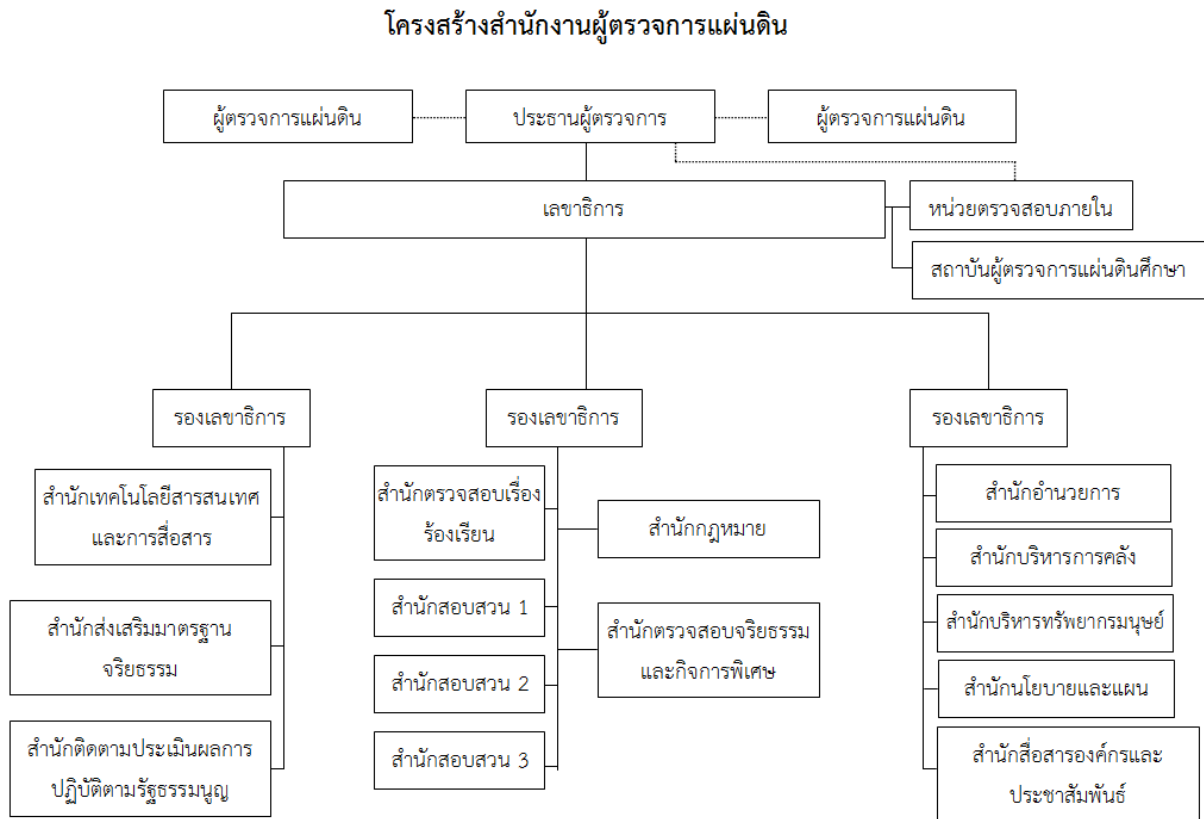 โครงสร้างสำนักงานผู้ตรวจการแผ่นดิน
ผู้ตรวจการแผ่นดิน
ประธานผู้ตรวจการ
ผู้ตรวจการแผ่นดิน
เลขาธิการ
หน่วยตรวจสอบภายใน
สถาบันผู้ตรวจการแผ่นดินศึกษา
รองเลขาธิการ
สำนักเทคโนโลยีสารสนเทศ
และการสื่อสาร
สำนักส่งเสริมมาตรฐาน
จริยธรรม
สำนักติดตามประเมินผลการ
ปฏิบัติตามรัฐธรรมนูญ
รองเลขาธิการ
สำนักตรวจสอบเรื่อง
ร้องเรียน
สำนักสอบสวน 1
สำนักสอบสวน 2
สำนักสอบสวน 3
สำนักกฎหมาย
สำนักตรวจสอบจริยธรรม
และกิจการพิเศษ
รองเลขาธิการ
สำนักอำนวยการ
สำนักบริหารการคลัง
สำนักบริหารทรัพยากรมนุษย์
สำนักนโยบายและแผน
สำนักสื่อสารองค์กรและ
ประชาสัมพันธ์